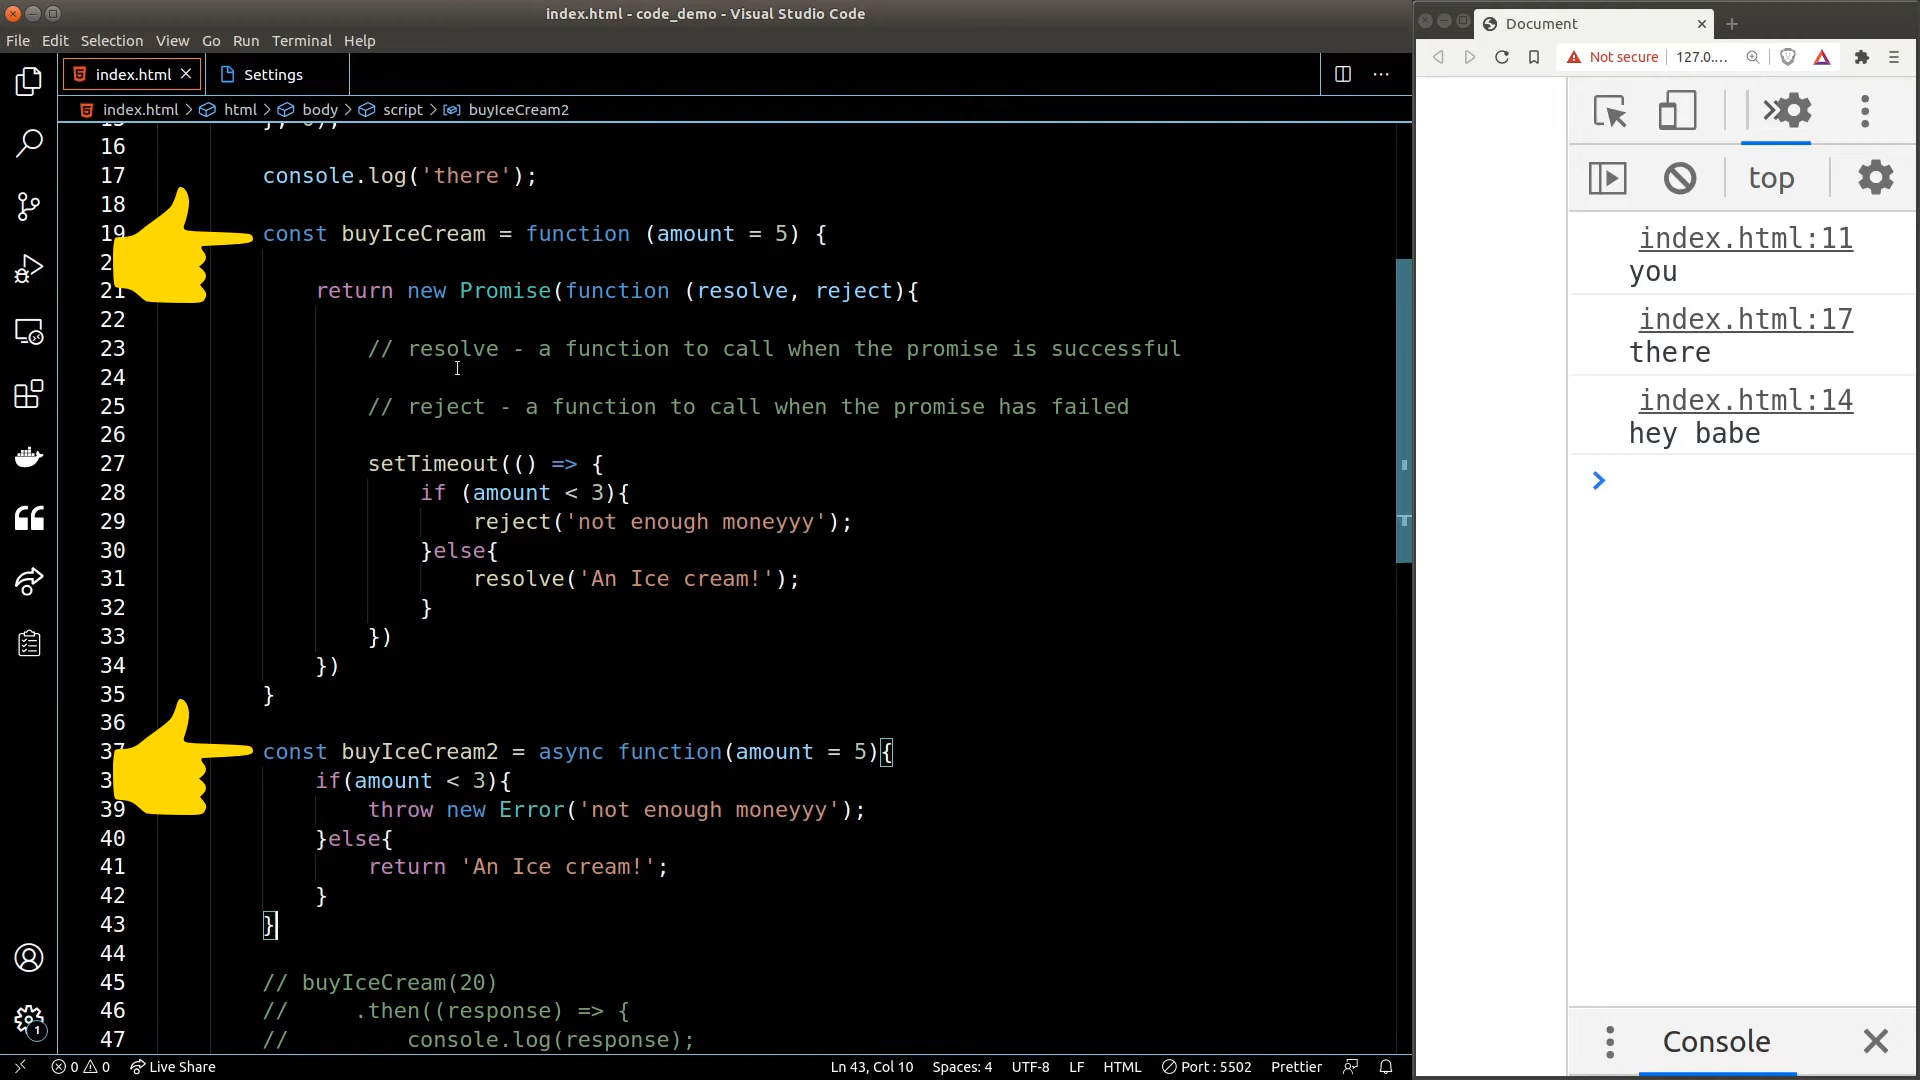 index.html - code_demo - Visual Studio Code
File Edit Selection View Go Run Terminal Help
index.html Settings
index.html > html > body > script > buyIceCream2
16
17 console.log('there');
18
19 const buyIceCream = function (amount = 5) {
2
21 return new Promise(function (resolve, reject){
22
23 // resolve - a function to call when the promise is successful
24
25 // reject - a function to call when the promise has failed
26
27 setTimeout(() => {
28 if (amount < 3){
29 reject('not enough moneyyy');
30 }else{
31 resolve('An Ice cream!');
32 }
33 })
34 })
35 }
36
37 const buyIceCream2 = async function(amount = 5){
3 if(amount < 3){
39 throw new Error('not enough moneyyy');
40 }else{
41 return 'An Ice cream!';
42 }
43 }
44
45 // buyIceCream(20)
46 // .then((response) => {
47 // console.log(response);
0 0 Live Share Ln 43, Col 10 Spaces: 4 UTF-8 LF HTML Port : 5502 Prettier
1
Document
Not secure 127.0....
top
index.html:11
you
index.html:17
there
index.html:14
hey babe
Console